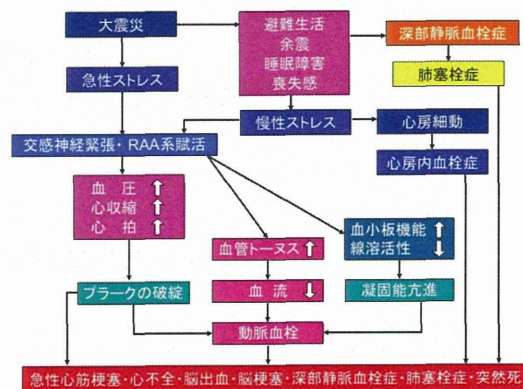 大震災
避難生活
余震
睡眠障害
喪失感
深部静脈血栓症
肺塞栓症
急性ストレス
慢性ストレス
心房細動
交感神経緊張・RAA系賦活
心房内血栓症
血 圧 ⬆
心収縮 ⬆
心 拍 ⬆
血管トーヌス ⬆
血小板機能 ⬆
線溶活性 ⬇
プラークの破綻
血 流 ⬇
凝固能亢進
動脈血栓
急性心筋梗塞・心不全・脳出血・脳梗塞・深部静脈血栓症・肺塞栓症・突然死